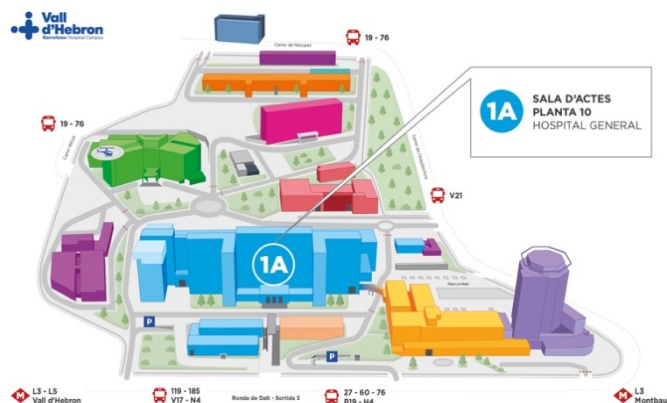 Vall
d'Hebron
Barcelona Hospital Campus
19 - 76
1A
SALA D'ACTES
PLANTA 10
HOSPITAL GENERAL
19 - 76
V21
1A
P
P
L3 - L5
Vall d'Hebron
119 - 185
V17 - N4
Ronda de Dalt - Sortida 5
27 - 60 - 76
B19 - H4
L3
Montbau